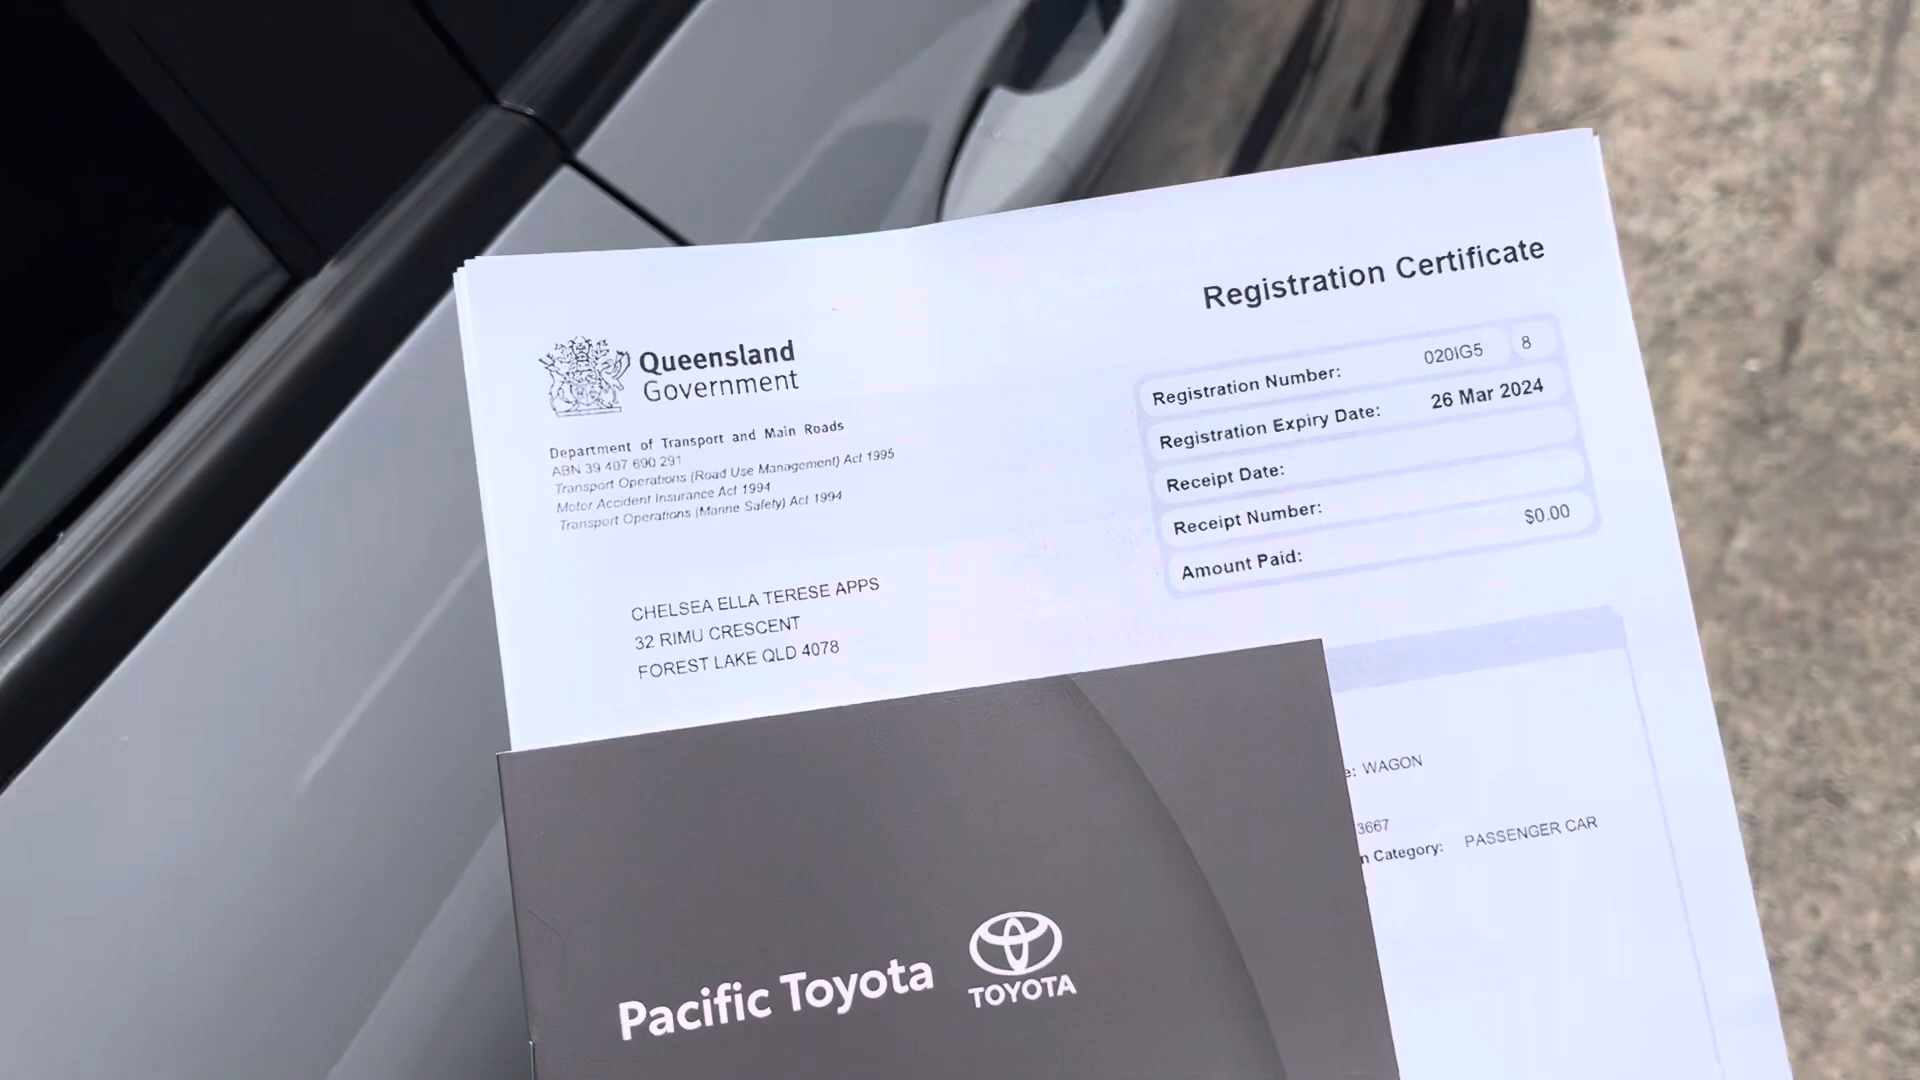 Registration Certificate
Queensland
Government
Department of Transport and Main Roads
ABN 39 407 690 291
Transport Operations (Road Use Management) Act 1995
Motor Accident Insurance Act 1994
Transport Operations (Marine Safety) Act 1994
Registration Number: 020IG5 8
Registration Expiry Date: 26 Mar 2024
Receipt Date:
Receipt Number:
Amount Paid: $0.00
CHELSEA ELLA TERESE APPS
32 RIMU CRESCENT
FOREST LAKE QLD 4078
e: WAGON
3667
n Category: PASSENGER CAR
Pacific Toyota
TOYOTA